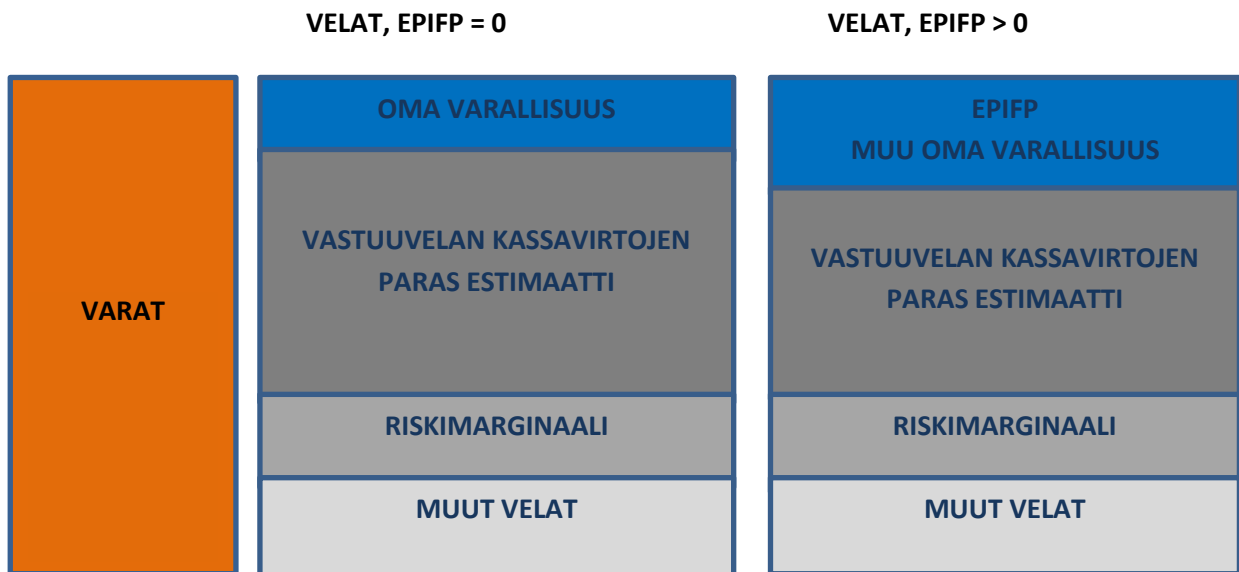 VELAT, EPIFP = 0
VELAT, EPIFP > 0
VARAT
OMA VARALLISUUS
VASTUUVELAN KASSAVIRTOJEN
PARAS ESTIMAATTI
RISKIMARGINAALI
MUUT VELAT
EPIFP
MUU OMA VARALLISUUS
VASTUUVELAN KASSAVIRTOJEN
PARAS ESTIMAATTI
RISKIMARGINAALI
MUUT VELAT